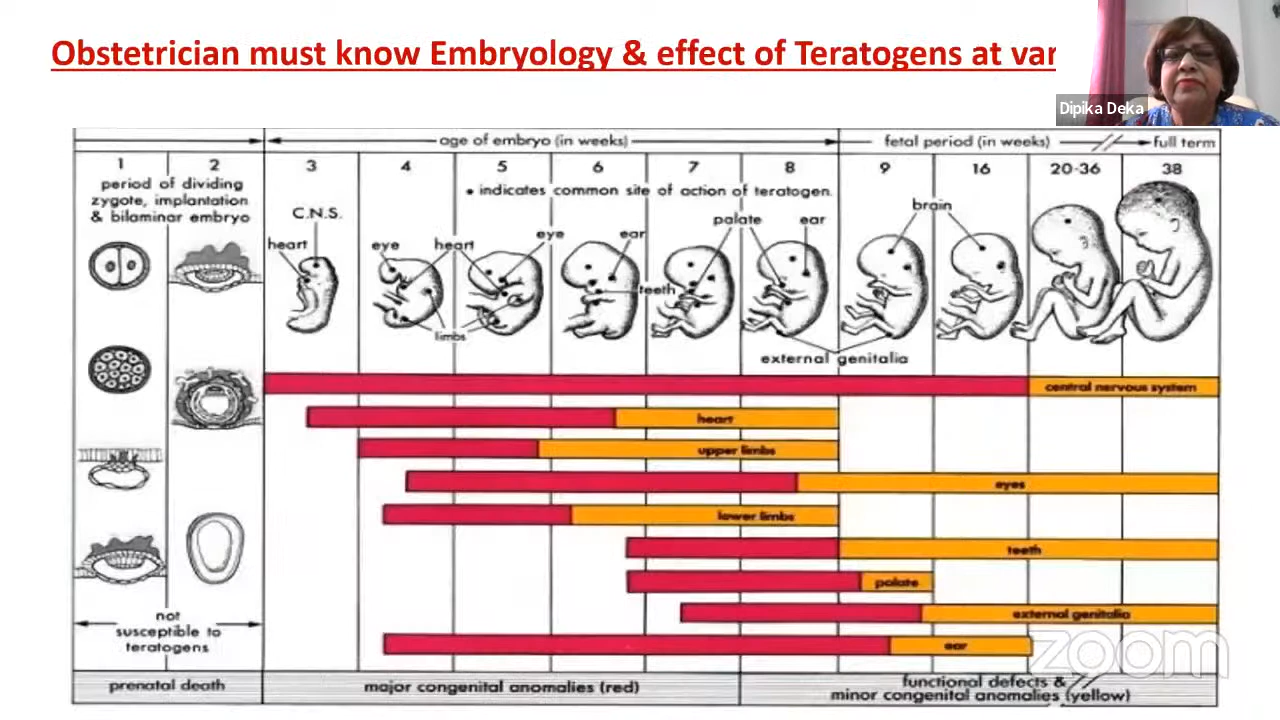 Obstetrician must know Embryology & effect of Teratogens at var
Dipika Deka
age of embryo (in weeks)
fetal period (in weeks)
full term
1
2
3
4
5
6
7
8
9
16
20-36
38
period of dividing
zygote, implantation
& bilaminar embryo
• indicates common site of action of teratogen.
C.N.S.
heart
eye
heart
limbs
eye
ear
teeth
palate
ear
brain
external genitalia
central nervous system
heart
upper limbs
eyes
lower limbs
teeth
palate
external genitalia
ear
not
susceptible to
teratogens
prenatal death
major congenital anomalies (red)
functional defects &
minor congenital anomalies (yellow)
zoom